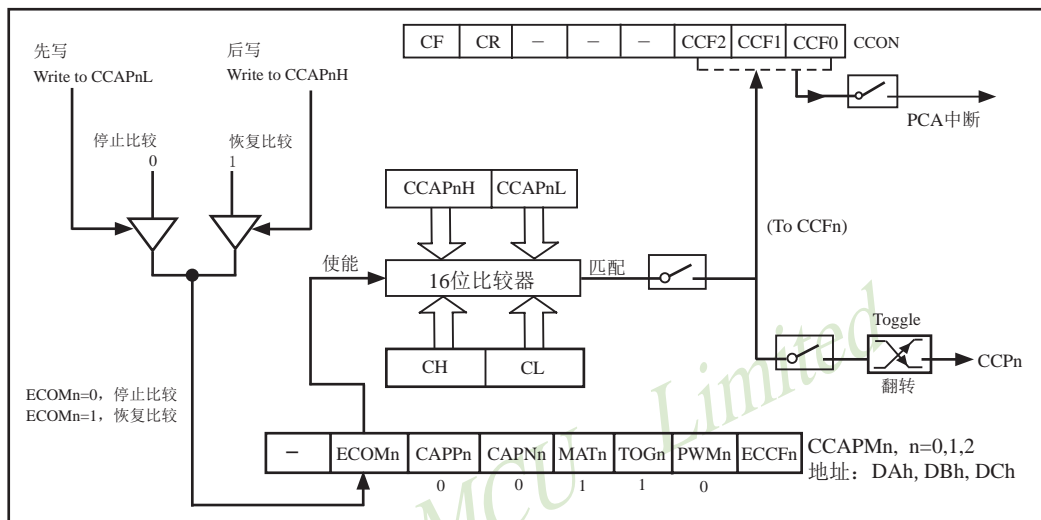 CF CR － － － CCF2 CCF1 CCF0 CCON
先写
Write to CCAPnL
后写
Write to CCAPnH
PCA中断
停止比较
0
恢复比较
1
CCAPnH CCAPnL
(To CCFn)
使能
16位比较器
匹配
Toggle
CH CL
CCPn
翻转
ECOMn=0，停止比较
ECOMn=1，恢复比较
－ ECOMn CAPPn CAPNn MATn TOGn PWMn ECCFn
CCAPMn, n=0,1,2
地址：DAh, DBh, DCh
0 0 1 1 0
MCU Limited